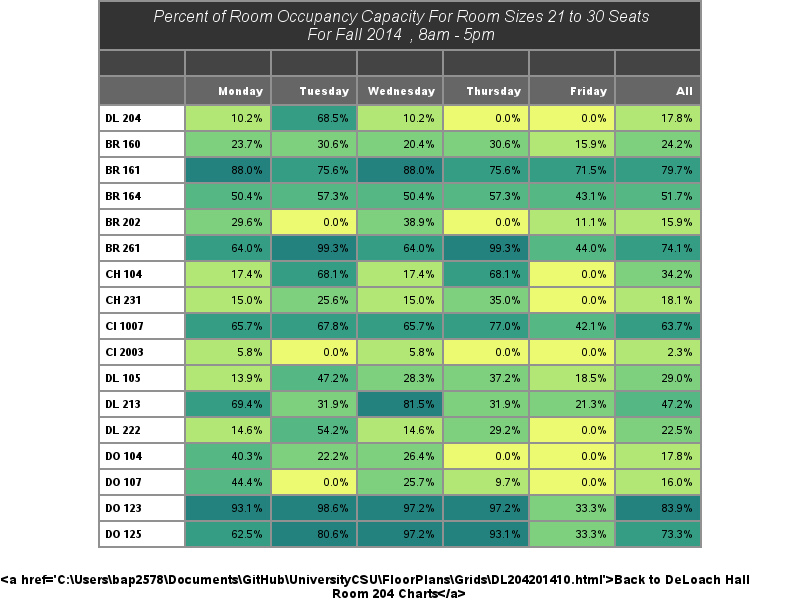 Percent of Room Occupancy Capacity For Room Sizes 21 to 30 Seats
For Fall 2014 , 8am - 5pm
Monday Tuesday Wednesday Thursday Friday All
DL 204 10.2% 68.5% 10.2% 0.0% 0.0% 17.8%
BR 160 23.7% 30.6% 20.4% 30.6% 15.9% 24.2%
BR 161 88.0% 75.6% 88.0% 75.6% 71.5% 79.7%
BR 164 50.4% 57.3% 50.4% 57.3% 43.1% 51.7%
BR 202 29.6% 0.0% 38.9% 0.0% 11.1% 15.9%
BR 261 64.0% 99.3% 64.0% 99.3% 44.0% 74.1%
CH 104 17.4% 68.1% 17.4% 68.1% 0.0% 34.2%
CH 231 15.0% 25.6% 15.0% 35.0% 0.0% 18.1%
CI 1007 65.7% 67.8% 65.7% 77.0% 42.1% 63.7%
CI 2003 5.8% 0.0% 5.8% 0.0% 0.0% 2.3%
DL 105 13.9% 47.2% 28.3% 37.2% 18.5% 29.0%
DL 213 69.4% 31.9% 81.5% 31.9% 21.3% 47.2%
DL 222 14.6% 54.2% 14.6% 29.2% 0.0% 22.5%
DO 104 40.3% 22.2% 26.4% 0.0% 0.0% 17.8%
DO 107 44.4% 0.0% 25.7% 9.7% 0.0% 16.0%
DO 123 93.1% 98.6% 97.2% 97.2% 33.3% 83.9%
DO 125 62.5% 80.6% 97.2% 93.1% 33.3% 73.3%
<a href='C:\Users\bap2578\Documents\GitHub\UniversityCSU\FloorPlans\Grids\DL204201410.html'>Back to DeLoach Hall
Room 204 Charts</a>